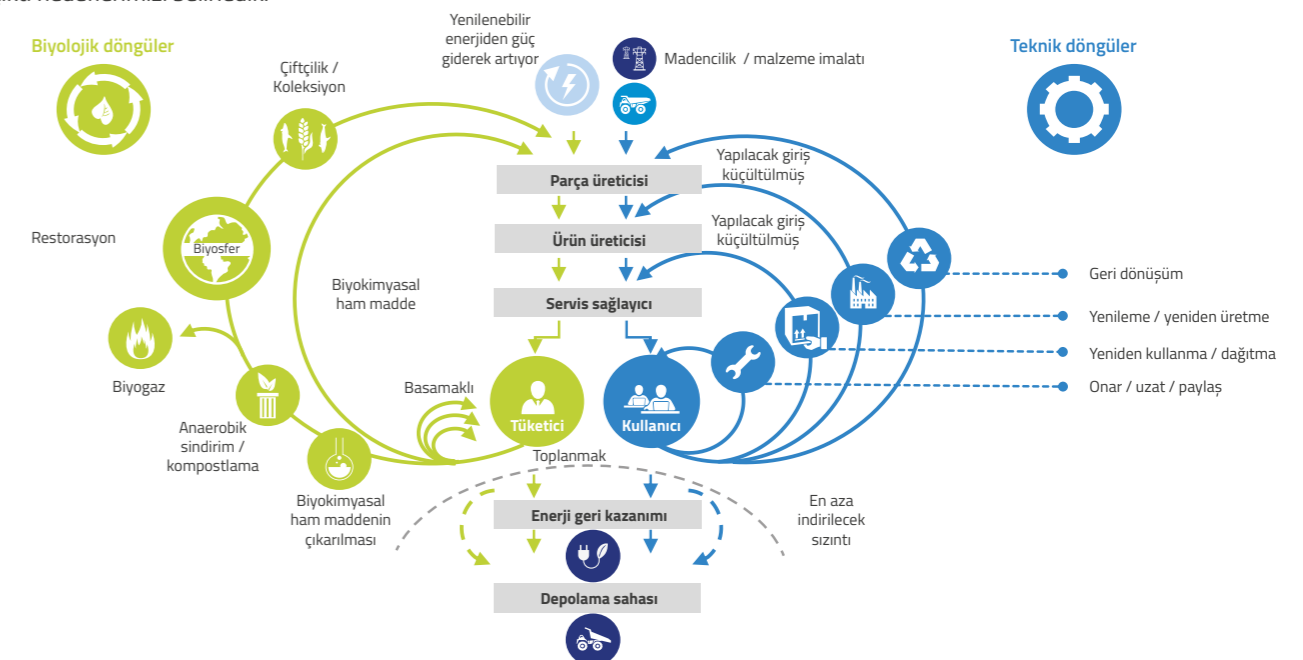 hedeflerimizi belirledik.
Biyolojik döngüler
Yenilenebilir
enerjiden güç
giderek artıyor
Madencilik / malzeme imalatı
Teknik döngüler
Çiftçilik /
Koleksiyon
Parça üreticisi
Yapılacak giriş
küçültülmüş
Ürün üreticisi
Yapılacak giriş
küçültülmüş
Restorasyon
Biyosfer
Biyokimyasal
ham madde
Servis sağlayıcı
Geri dönüşüm
Yenileme / yeniden üretme
Yeniden kullanma / dağıtma
Onar / uzat / paylaş
Biyogaz
Basamaklı
Tüketici
Kullanıcı
Anaerobik
sindirim /
kompostlama
Toplanmak
Biyokimyasal
ham maddenin
çıkarılması
Enerji geri kazanımı
En aza
indirilecek
sızıntı
Depolama sahası